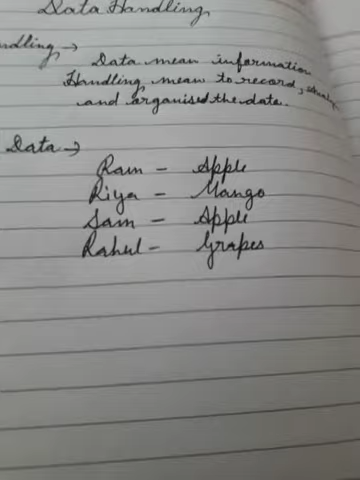 Data Handling
ndling →
Data mean information
Handling mean to record,
and organised the data.
Data →
Ram - Apple
Riya - Mango
Sam - Apple
Rahul - Grapes